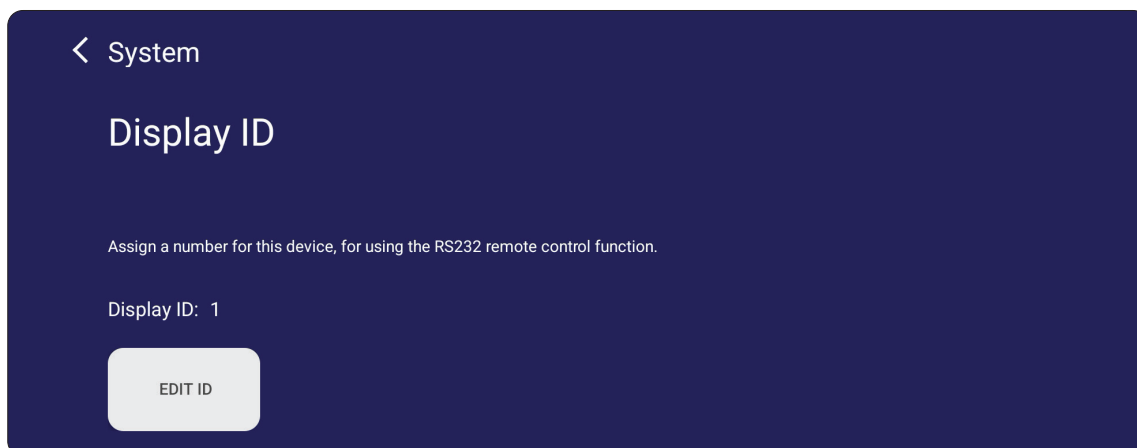 System
Display ID
Assign a number for this device, for using the RS232 remote control function.
Display ID: 1
EDIT ID